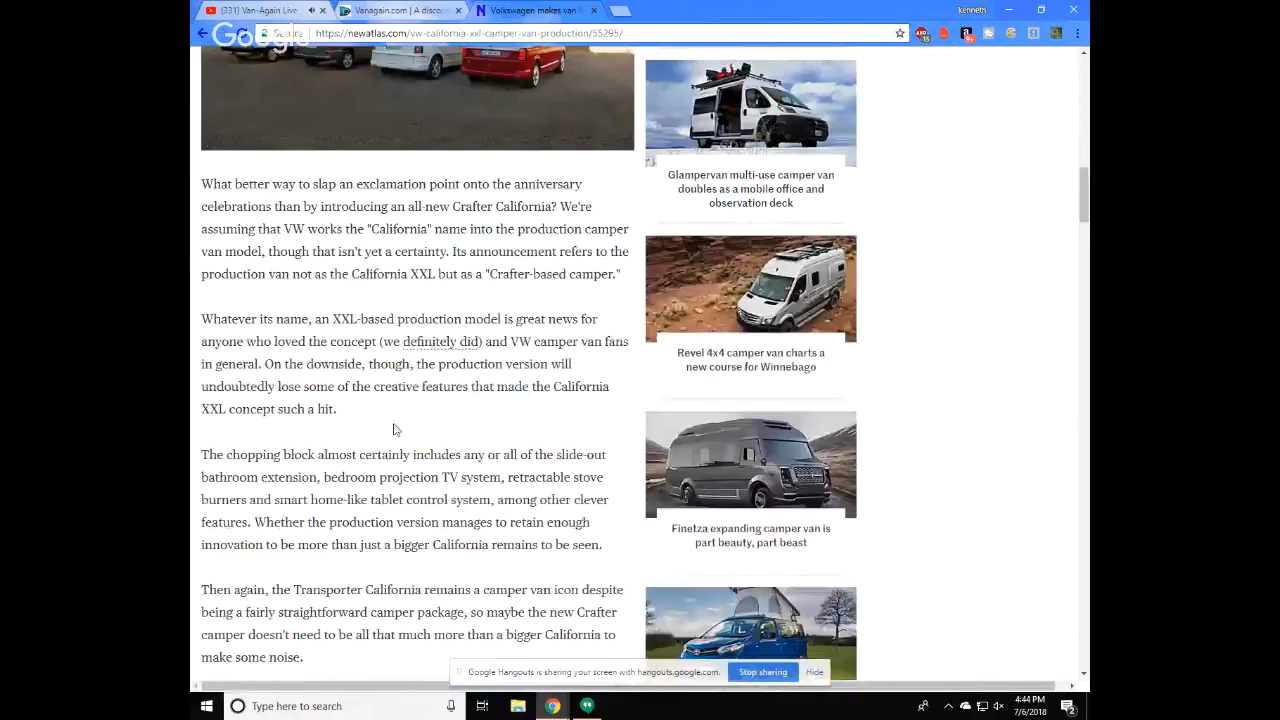 (331) Van-Again Live
Vanagain.com | A discou
Volkswagen makes van
kenneth
Google
Secure
https://newatlas.com/vw-california-xxl-camper-van-production/55295/
What better way to slap an exclamation point onto the anniversary
celebrations than by introducing an all-new Crafter California? We're
assuming that VW works the "California" name into the production camper
van model, though that isn't yet a certainty. Its announcement refers to the
production van not as the California XXL but as a "Crafter-based camper."
Whatever its name, an XXL-based production model is great news for
anyone who loved the concept (we definitely did) and VW camper van fans
in general. On the downside, though, the production version will
undoubtedly lose some of the creative features that made the California
XXL concept such a hit.
The chopping block almost certainly includes any or all of the slide-out
bathroom extension, bedroom projection TV system, retractable stove
burners and smart home-like tablet control system, among other clever
features. Whether the production version manages to retain enough
innovation to be more than just a bigger California remains to be seen.
Then again, the Transporter California remains a camper van icon despite
being a fairly straightforward camper package, so maybe the new Crafter
camper doesn't need to be all that much more than a bigger California to
make some noise.
Glampervan multi-use camper van
doubles as a mobile office and
observation deck
Revel 4x4 camper van charts a
new course for Winnebago
Finetza expanding camper van is
part beauty, part beast
Google Hangouts is sharing your screen with hangouts.google.com.
Stop sharing
Hide
Type here to search
4:44 PM
7/6/2018
2